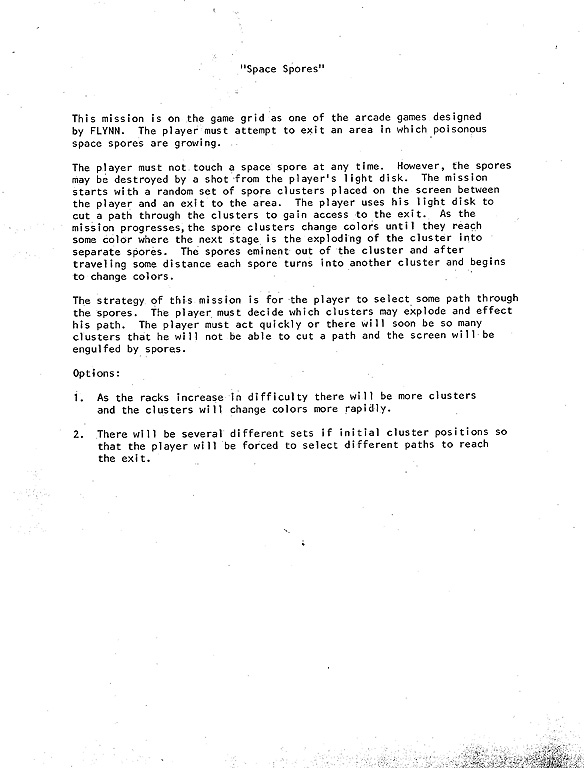 "Space Spores"
This mission is on the game grid as one of the arcade games designed
by FLYNN. The player must attempt to exit an area in which poisonous
space spores are growing.
The player must not touch a space spore at any time. However, the spores
may be destroyed by a shot from the player's light disk. The mission
starts with a random set of spore clusters placed on the screen between
the player and an exit to the area. The player uses his light disk to
cut a path through the clusters to gain access to the exit. As the
mission progresses, the spore clusters change colors until they reach
some color where the next stage is the exploding of the cluster into
separate spores. The spores eminent out of the cluster and after
traveling some distance each spore turns into another cluster and begins
to change colors.
The strategy of this mission is for the player to select some path through
the spores. The player must decide which clusters may explode and effect
his path. The player must act quickly or there will soon be so many
clusters that he will not be able to cut a path and the screen will be
engulfed by spores.
Options:
1. As the racks increase in difficulty there will be more clusters
and the clusters will change colors more rapidly.
2. There will be several different sets if initial cluster positions so
that the player will be forced to select different paths to reach
the exit.